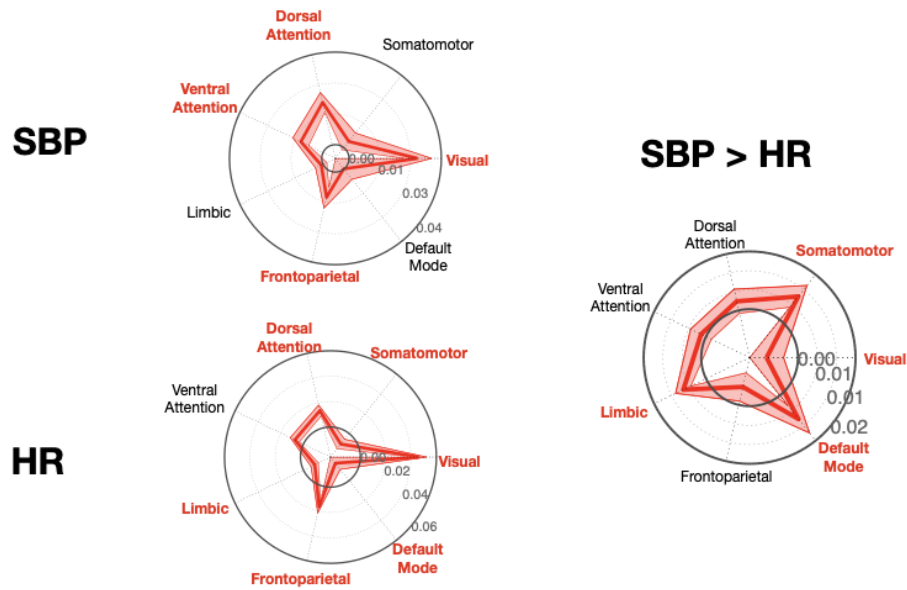 SBP
Dorsal
Attention
Somatomotor
Ventral
Attention
Visual
0.00
0.01
0.03
0.04
Limbic
Default
Mode
Frontoparietal
HR
Dorsal
Attention
Somatomotor
Ventral
Attention
Visual
0.00
0.02
0.04
0.06
Limbic
Default
Mode
Frontoparietal
SBP > HR
Dorsal
Attention
Somatomotor
Ventral
Attention
Visual
0.00
0.01
0.01
0.02
Limbic
Default
Mode
Frontoparietal